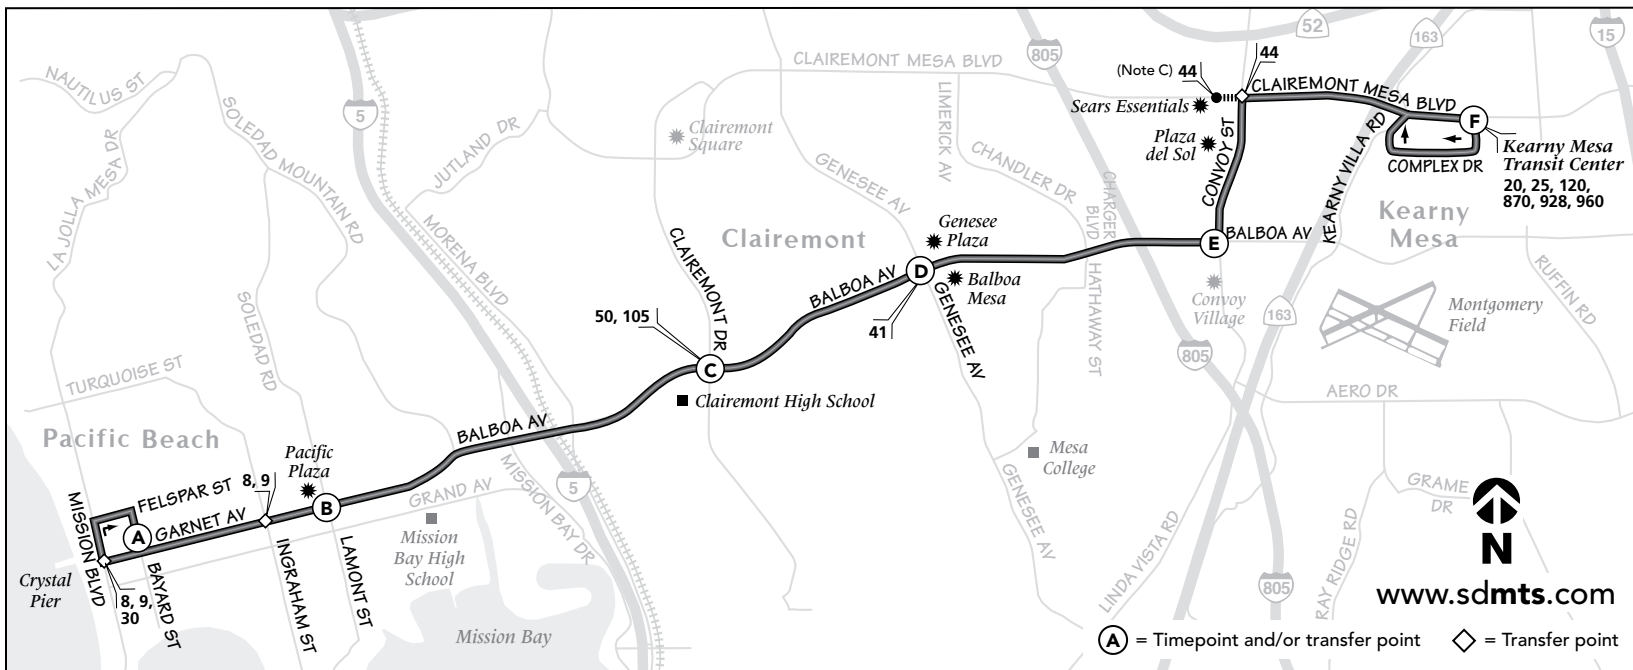 NAUTILUS ST
LA JOLLA MESA DR
SOLEDAD MOUNTAIN RD
SOLEDAD RD
TURQUOISE ST
Pacific Beach
5
JUTLAND DR
MORENA BLVD
CLAIREMONT MESA BLVD
Clairemont
Square
GENESEE AV
LIMERICK AV
CHANDLER DR
CHARGER
BLVD
HATHAWAY ST
Clairemont
CLAIREMONT DR
805
52
163
15
(Note C) 44
44
CLAIREMONT MESA BLVD
Sears Essentials
Plaza
del Sol
CONVOY ST
KEARNY VILLA RD
F
COMPLEX DR
Kearny Mesa
Transit Center
20, 25, 120,
870, 928, 960
Kearny
Mesa
Genesee
Plaza
D
Balboa
Mesa
BALBOA AV
41
GENESEE AV
E
BALBOA AV
Convoy
Village
163
805
Montgomery
Field
RUFFIN RD
AERO DR
50, 105
C
Clairemont High School
BALBOA AV
Pacific
Plaza
8, 9
B
FELSPAR ST
A
GARNET AV
MISSION BLVD
GRAND AV
MISSION BAY DR
5
Mission
Bay High
School
Crystal
Pier
8, 9,
30
BAYARD ST
INGRAHAM ST
LAMONT ST
Mission Bay
Mesa
College
GENESEE AV
LINDA VISTA RD
805
GRAMERCY
DR
RAY RIDGE RD
N
www.sdmts.com
A = Timepoint and/or transfer point
= Transfer point